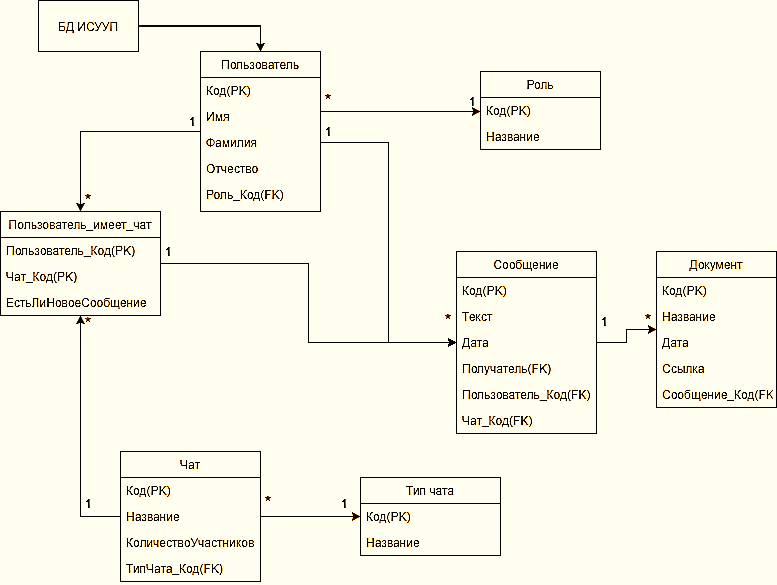 БД ИСУУП
Пользователь
Код(PK)
Имя
Фамилия
Отчество
Роль_Код(FK)
*
1
Роль
Код(PK)
Название
1
*
1
Пользователь_имеет_чат
Пользователь_Код(PK)
Чат_Код(PK)
ЕстьЛиНовоеСообщение
*
1
*
Сообщение
Код(PK)
Текст
Дата
Получатель(FK)
Пользователь_Код(FK)
Чат_Код(FK)
1
*
Документ
Код(PK)
Название
Дата
Ссылка
Сообщение_Код(FK
1
Чат
Код(PK)
Название
КоличествоУчастников
ТипЧата_Код(FK)
*
1
Тип чата
Код(PK)
Название